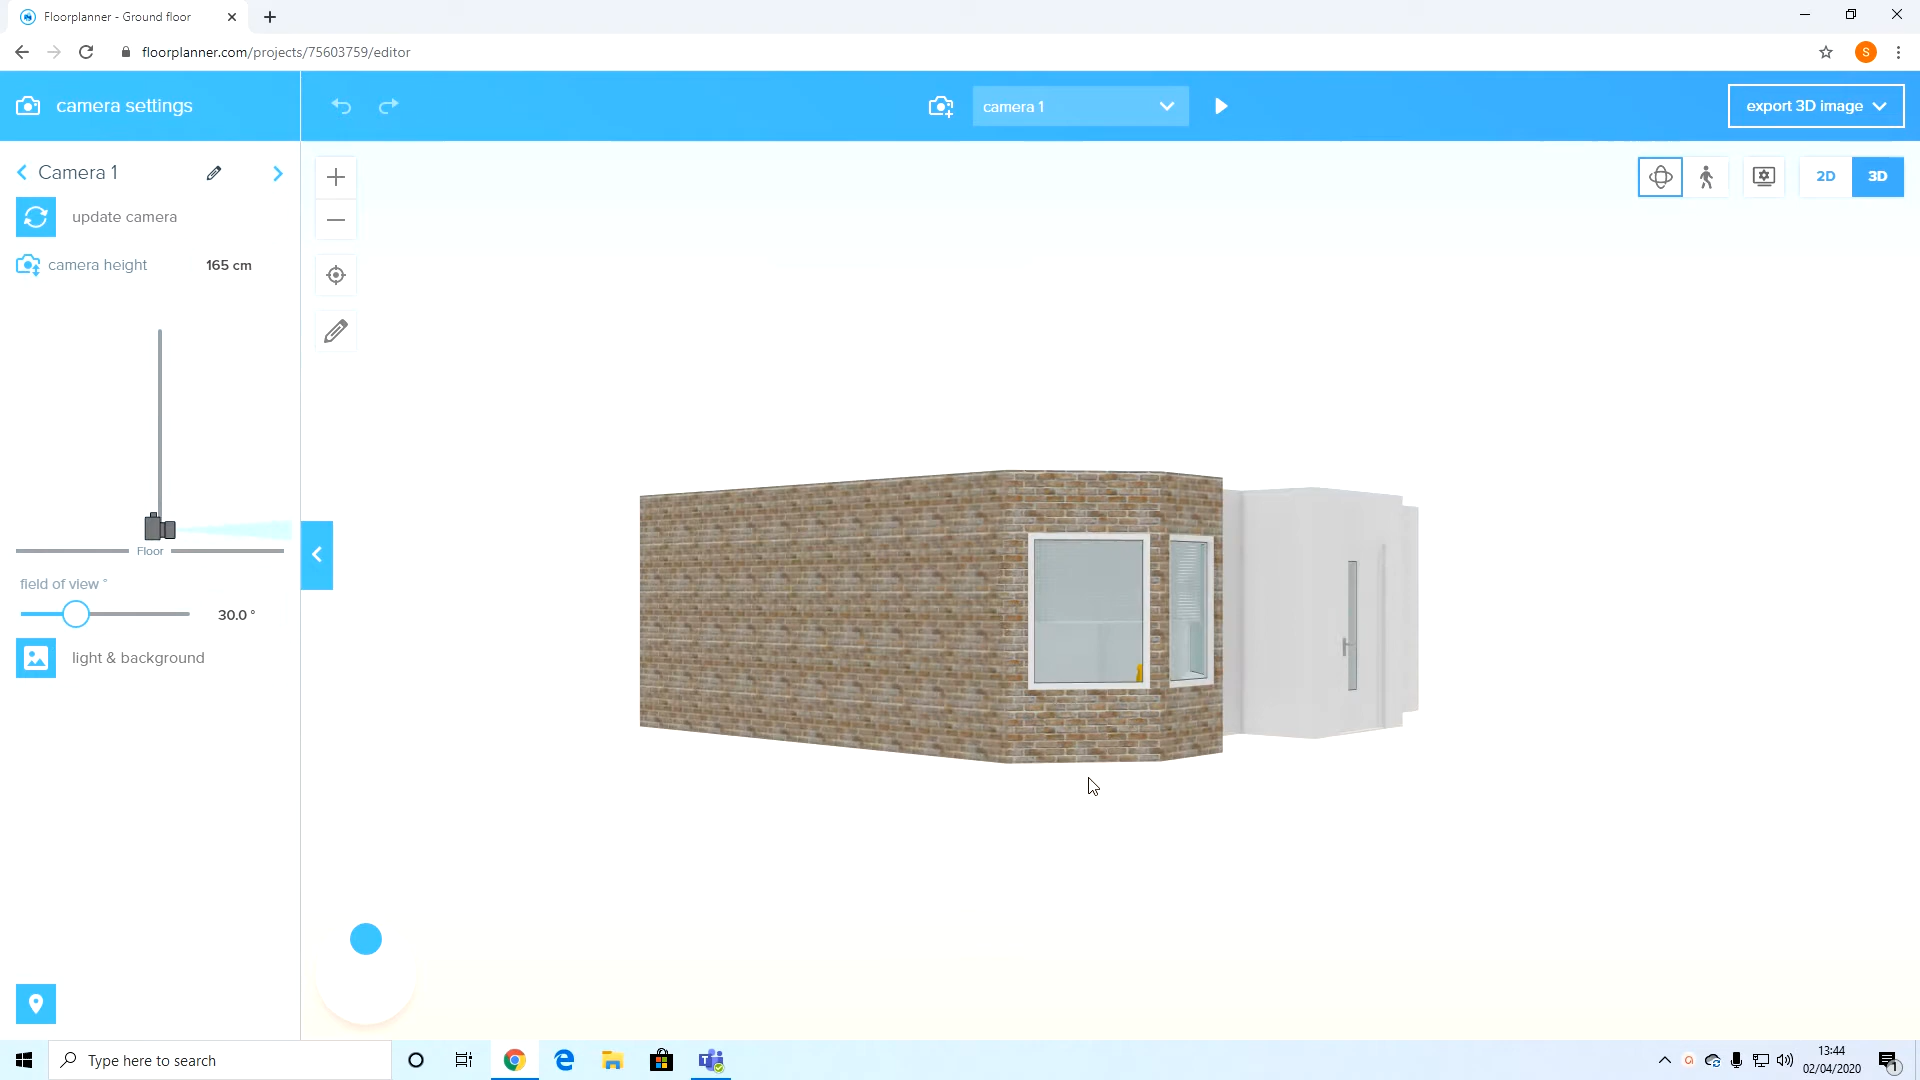 Floorplanner - Ground floor
floorplanner.com/projects/75603759/editor
S
camera settings
camera 1
export 3D image
Camera 1
2D
3D
update camera
camera height
165 cm
Floor
field of view °
30.0 °
light & background
Type here to search
13:44
02/04/2020
1